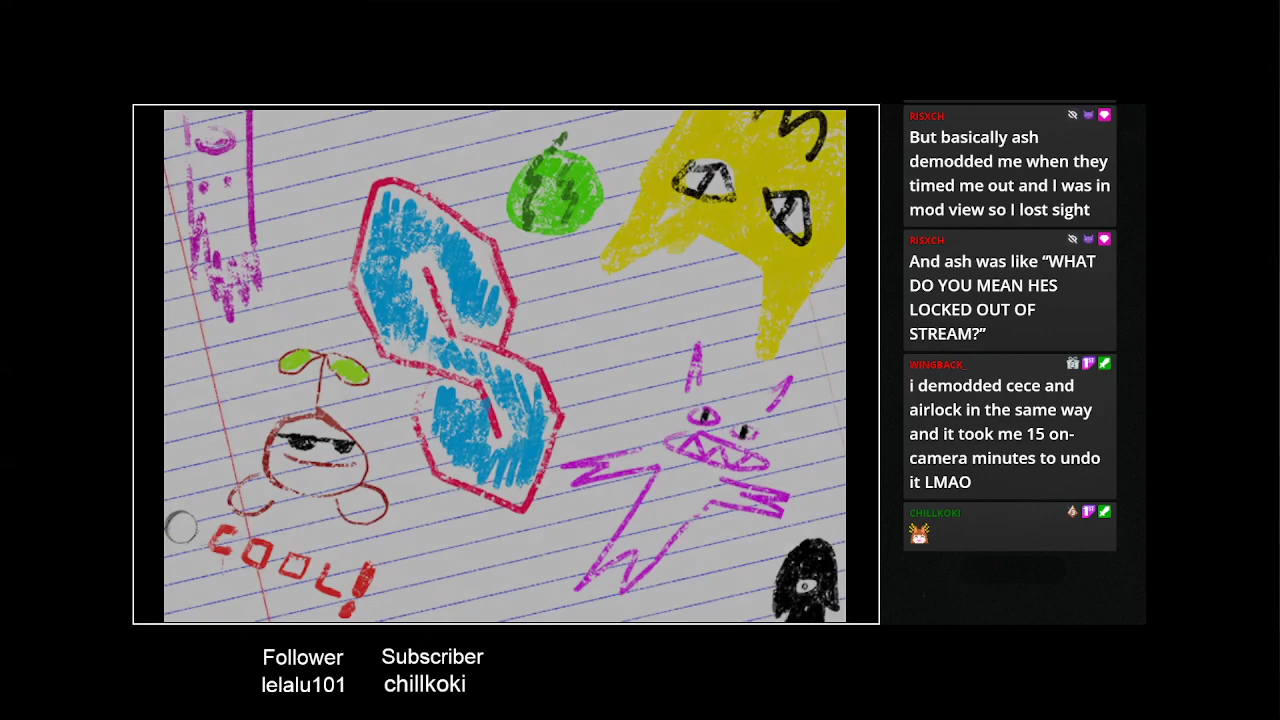 RISXCH
But basically ash
demodded me when they
timed me out and I was in
mod view so I lost sight
RISXCH
And ash was like “WHAT
DO YOU MEAN HES
LOCKED OUT OF
STREAM?”
WINGBACK_
i demodded cece and
airlock in the same way
and it took me 15 on-
camera minutes to undo
it LMAO
CHILLKOKI
COOL!
Follower
lelalu101
Subscriber
chillkoki